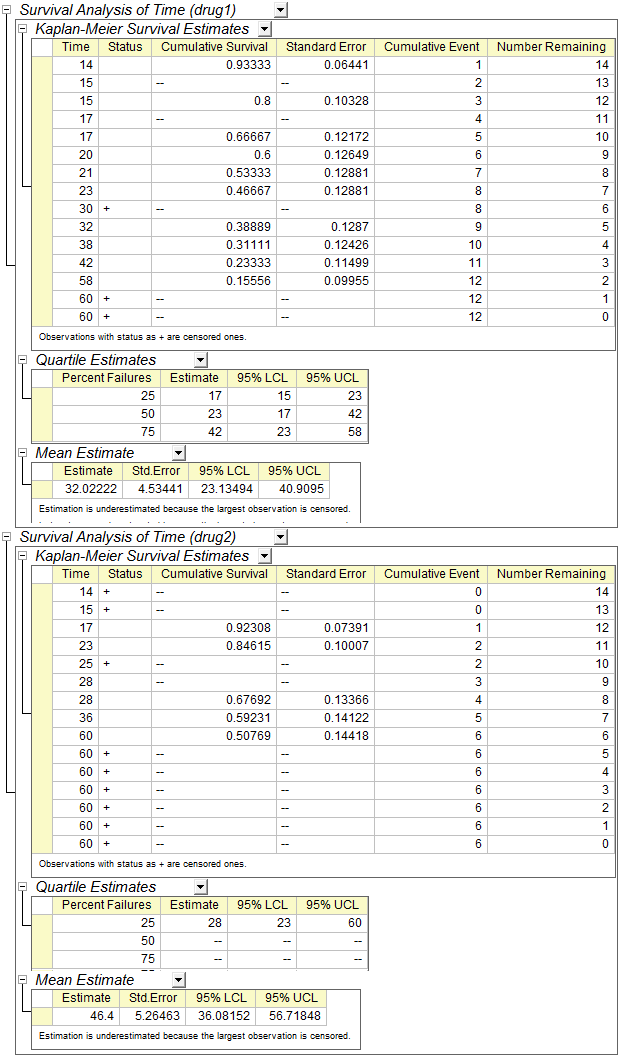 Survival Analysis of Time (drug1)
Kaplan-Meier Survival Estimates
Time Status Cumulative Survival Standard Error Cumulative Event Number Remaining
14 0.93333 0.06441 1 14
15 -- -- 2 13
15 0.8 0.10328 3 12
17 -- -- 4 11
17 0.66667 0.12172 5 10
20 0.6 0.12649 6 9
21 0.53333 0.12881 7 8
23 0.46667 0.12881 8 7
30 + -- -- 8 6
32 0.38889 0.1287 9 5
38 0.31111 0.12426 10 4
42 0.23333 0.11499 11 3
58 0.15556 0.09955 12 2
60 + -- -- 12 1
60 + -- -- 12 0
Observations with status as + are censored ones.
Quartile Estimates
Percent Failures Estimate 95% LCL 95% UCL
25 17 15 23
50 23 17 42
75 42 23 58
Mean Estimate
Estimate Std.Error 95% LCL 95% UCL
32.02222 4.53441 23.13494 40.9095
Estimation is underestimated because the largest observation is censored.
Survival Analysis of Time (drug2)
Kaplan-Meier Survival Estimates
Time Status Cumulative Survival Standard Error Cumulative Event Number Remaining
14 + -- -- 0 14
15 + -- -- 0 13
17 0.92308 0.07391 1 12
23 0.84615 0.10007 2 11
25 + -- -- 2 10
28 -- -- 3 9
28 0.67692 0.13366 4 8
36 0.59231 0.14122 5 7
60 0.50769 0.14418 6 6
60 + -- -- 6 5
60 + -- -- 6 4
60 + -- -- 6 3
60 + -- -- 6 2
60 + -- -- 6 1
60 + -- -- 6 0
Observations with status as + are censored ones.
Quartile Estimates
Percent Failures Estimate 95% LCL 95% UCL
25 28 23 60
50 -- -- --
75 -- -- --
Mean Estimate
Estimate Std.Error 95% LCL 95% UCL
46.4 5.26463 36.08152 56.71848
Estimation is underestimated because the largest observation is censored.